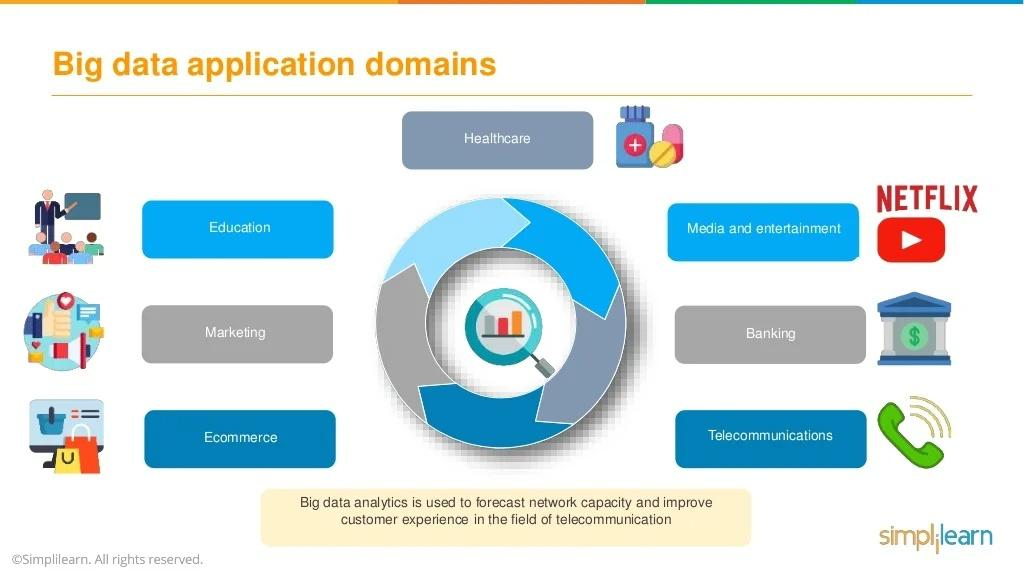 Big data application domains
Healthcare
NETFLIX
Education
Media and entertainment
Marketing
Banking
$
Ecommerce
Telecommunications
Big data analytics is used to forecast network capacity and improve
customer experience in the field of telecommunication
simplilearn
©Simplilearn. All rights reserved.